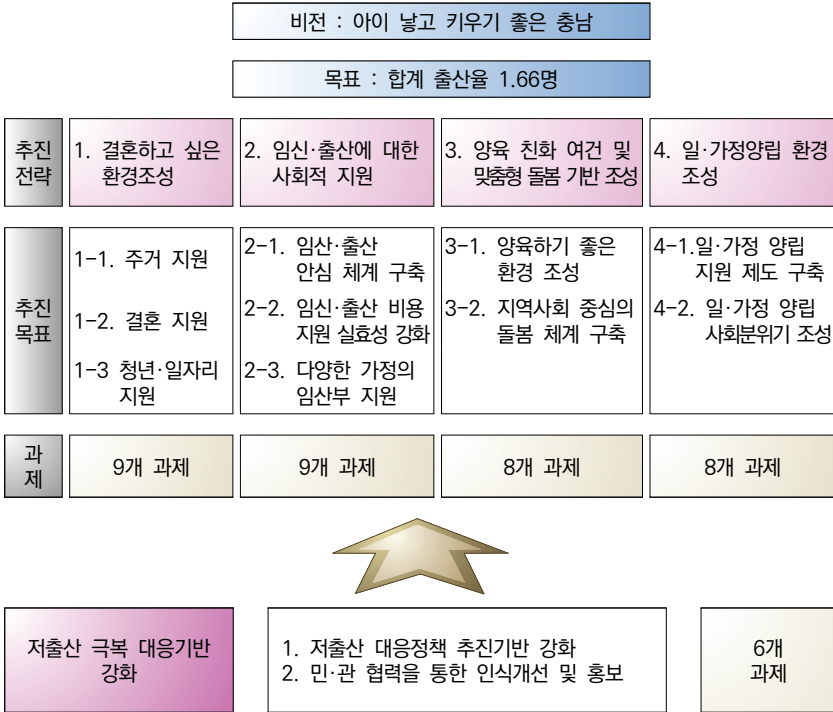 비전 : 아이 낳고 키우기 좋은 충남
목표 : 합계 출산율 1.66명
추진
전략
1. 결혼하고 싶은
환경조성
2. 임신·출산에 대한
사회적 지원
3. 양육 친화 여건 및
맞춤형 돌봄 기반 조성
4. 일·가정양립 환경
조성
추진
목표
1-1. 주거 지원
1-2. 결혼 지원
1-3 청년·일자리
지원
2-1. 임산·출산
안심 체계 구축
2-2. 임신·출산 비용
지원 실효성 강화
2-3. 다양한 가정의
임산부 지원
3-1. 양육하기 좋은
환경 조성
3-2. 지역사회 중심의
돌봄 체계 구축
4-1.일·가정 양립
지원 제도 구축
4-2. 일·가정 양립
사회분위기 조성
과
제
9개 과제
9개 과제
8개 과제
8개 과제
저출산 극복 대응기반
강화
1. 저출산 대응정책 추진기반 강화
2. 민·관 협력을 통한 인식개선 및 홍보
6개
과제